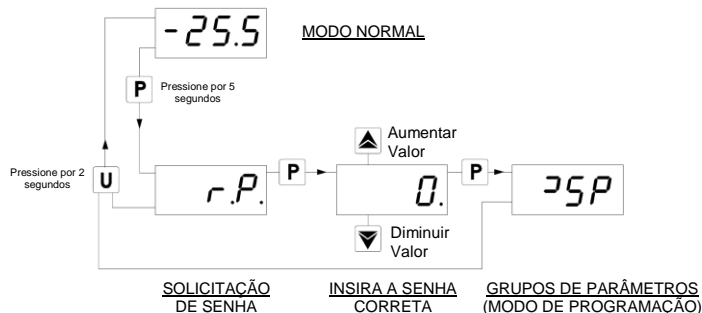 -25.5
MODO NORMAL
P
Pressione por 5
segundos
Pressione por 2
segundos
U
r.P.
P
Aumentar
Valor
0.
Diminuir
Valor
P
SP
SOLICITAÇÃO
DE SENHA
INSIRA A SENHA
CORRETA
GRUPOS DE PARÂMETROS
(MODO DE PROGRAMAÇÃO)